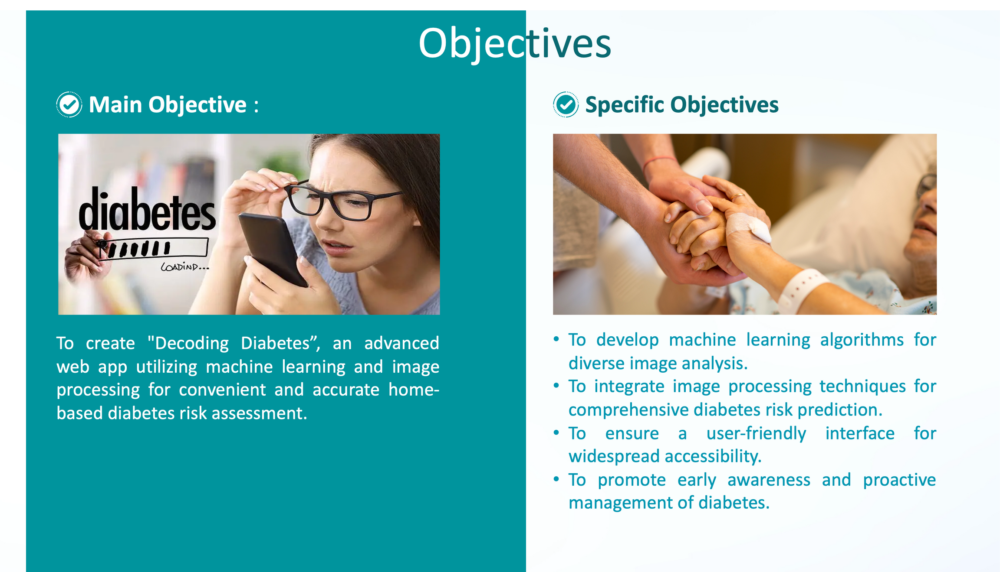 Objectives
Main Objective :
diabetes
LOADIND...
To create "Decoding Diabetes”, an advanced
web app utilizing machine learning and image
processing for convenient and accurate home-
based diabetes risk assessment.
Specific Objectives
• To develop machine learning algorithms for
diverse image analysis.
• To integrate image processing techniques for
comprehensive diabetes risk prediction.
• To ensure a user-friendly interface for
widespread accessibility.
• To promote early awareness and proactive
management of diabetes.